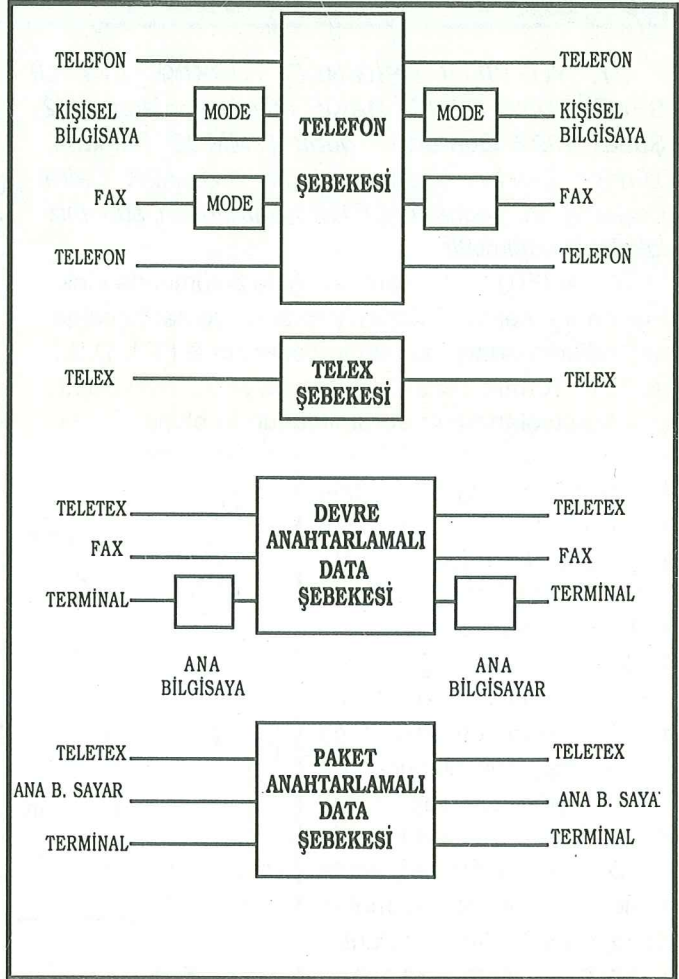 TELEFON
KİŞİSEL
BİLGİSAYA
FAX
TELEFON
MODE
MODE
TELEFON
ŞEBEKESİ
MODE
TELEFON
KİŞİSEL
BİLGİSAYA
FAX
TELEFON
TELEX
TELEX
ŞEBEKESİ
TELEX
TELETEX
FAX
TERMİNAL
DEVRE
ANAHTARLAMALI
DATA
ŞEBEKESİ
TELETEX
FAX
TERMİNAL
ANA
BİLGİSAYA
ANA
BİLGİSAYAR
TELETEX
ANA B. SAYAR
TERMİNAL
PAKET
ANAHTARLAMALI
DATA
ŞEBEKESİ
TELETEX
ANA B. SAYA
TERMİNAL